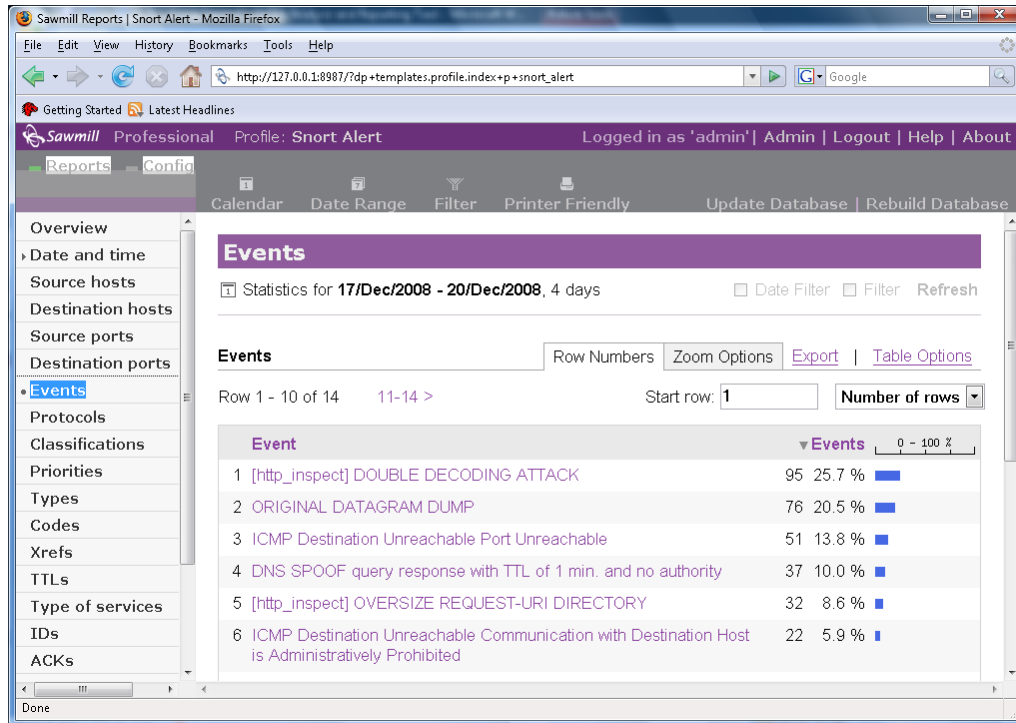 Sawmill Reports | Snort Alert - Mozilla Firefox
File Edit View History Bookmarks Tools Help
http://127.0.0.1:8987/?dp+templates.profile.index+p+snort_alert
G Google
Getting Started Latest Headlines
Sawmill Professional Profile: Snort Alert Logged in as 'admin'| Admin | Logout | Help | About
Reports Config
Calendar Date Range Filter Printer Friendly Update Database | Rebuild Database
Overview
Date and time
Source hosts
Destination hosts
Source ports
Destination ports
Events
Protocols
Classifications
Priorities
Types
Codes
Xrefs
TTLs
Type of services
IDs
ACKs
Events
Statistics for 17/Dec/2008 - 20/Dec/2008, 4 days Date Filter Filter Refresh
Events Row Numbers Zoom Options Export | Table Options
Row 1 - 10 of 14 11-14 > Start row: 1 Number of rows
Event Events 0 - 100 %
1 [http_inspect] DOUBLE DECODING ATTACK 95 25.7 %
2 ORIGINAL DATAGRAM DUMP 76 20.5 %
3 ICMP Destination Unreachable Port Unreachable 51 13.8 %
4 DNS SPOOF query response with TTL of 1 min. and no authority 37 10.0 %
5 [http_inspect] OVERSIZE REQUEST-URI DIRECTORY 32 8.6 %
6 ICMP Destination Unreachable Communication with Destination Host 22 5.9 %
is Administratively Prohibited
Done